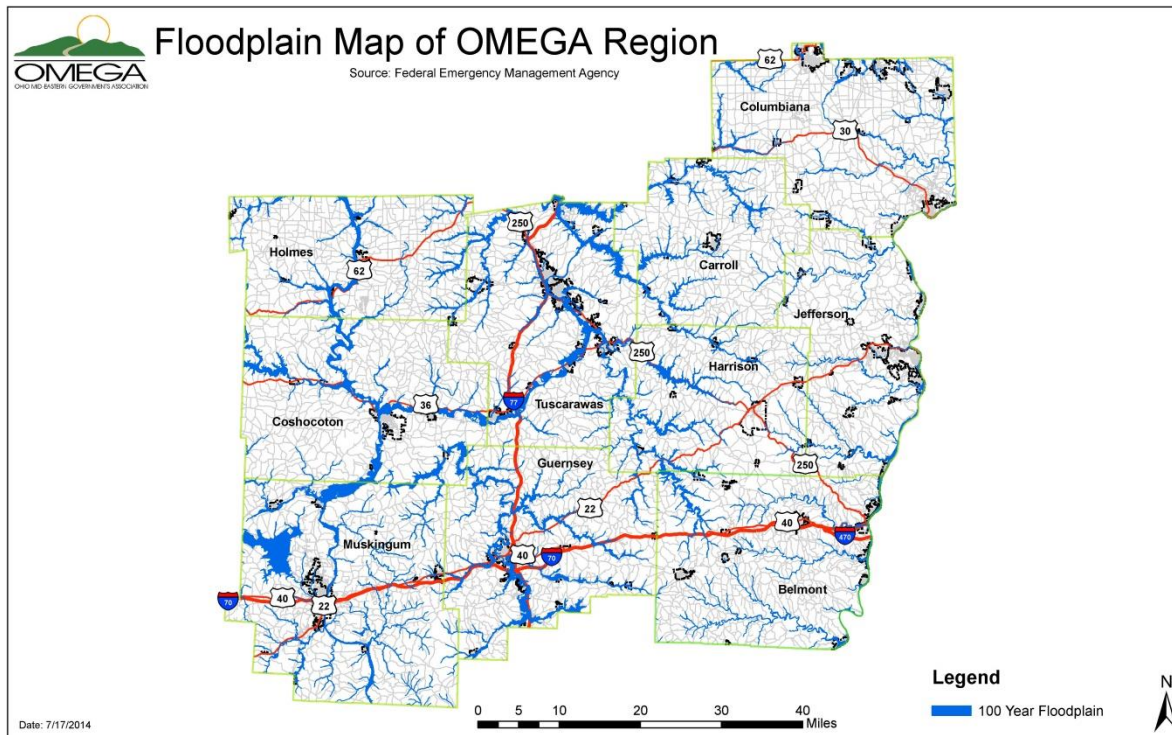 Floodplain Map of OMEGA Region
Source: Federal Emergency Management Agency
OMEGA
OHIO MID-EASTERN GOVERNMENTS ASSOCIATION
62
Columbiana
30
250
Holmes
62
Carroll
Jefferson
250
Harrison
77
36
Tuscarawas
Coshocoton
Guernsey
250
22
40
470
Muskingum
40
70
Belmont
70
40
22
Legend
100 Year Floodplain
N
Date: 7/17/2014
0 5 10 20 30 40
Miles